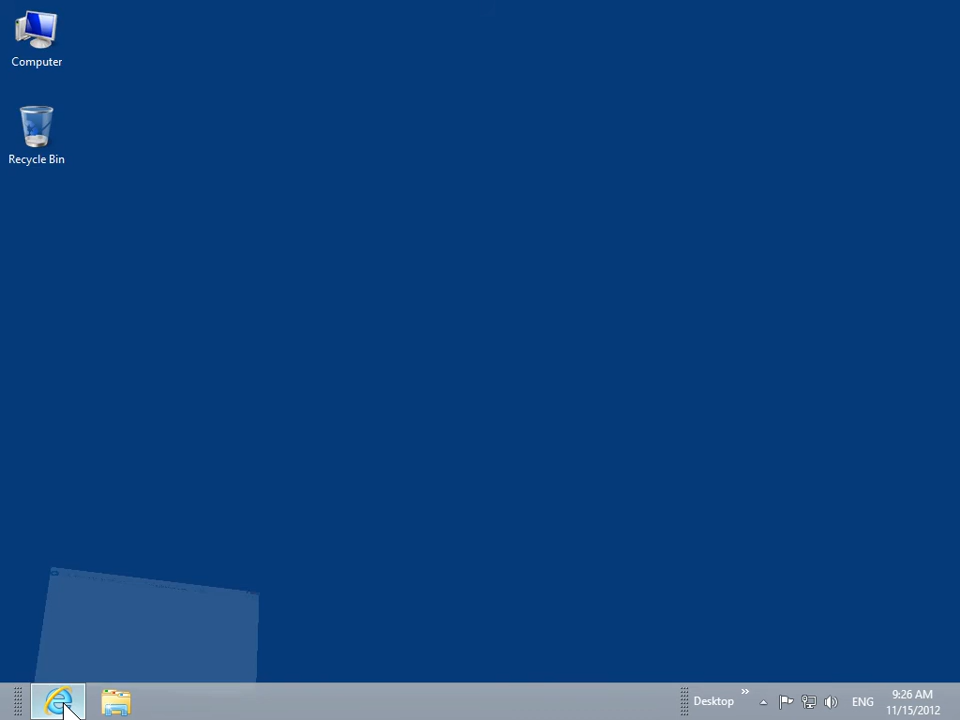 Computer
Recycle Bin
Desktop
ENG
9:26 AM
11/15/2012